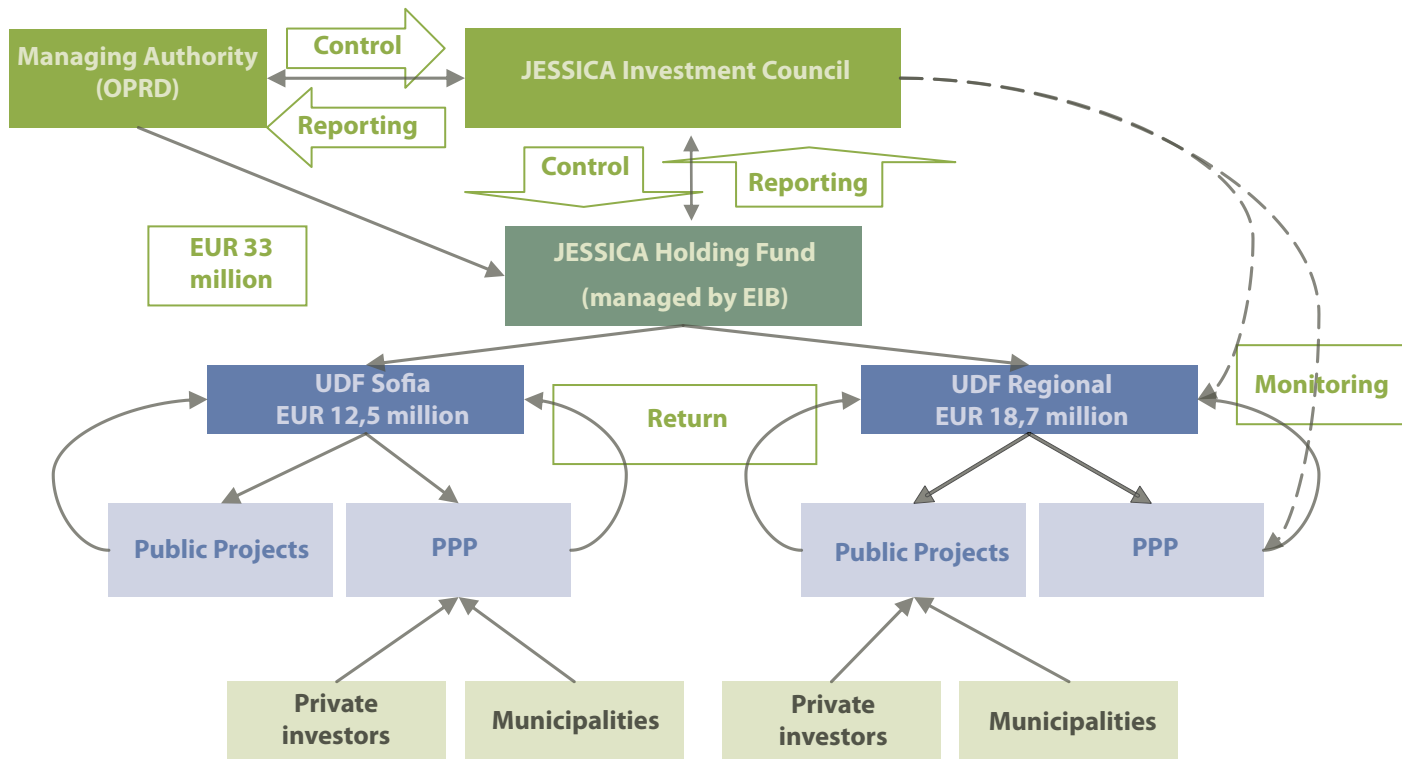 Managing Authority
(OPRD)
Control
Reporting
JESSICA Investment Council
Control
Reporting
EUR 33
million
JESSICA Holding Fund
(managed by EIB)
UDF Sofia
EUR 12,5 million
Return
UDF Regional
EUR 18,7 million
Monitoring
Public Projects
PPP
Public Projects
PPP
Private
investors
Municipalities
Private
investors
Municipalities